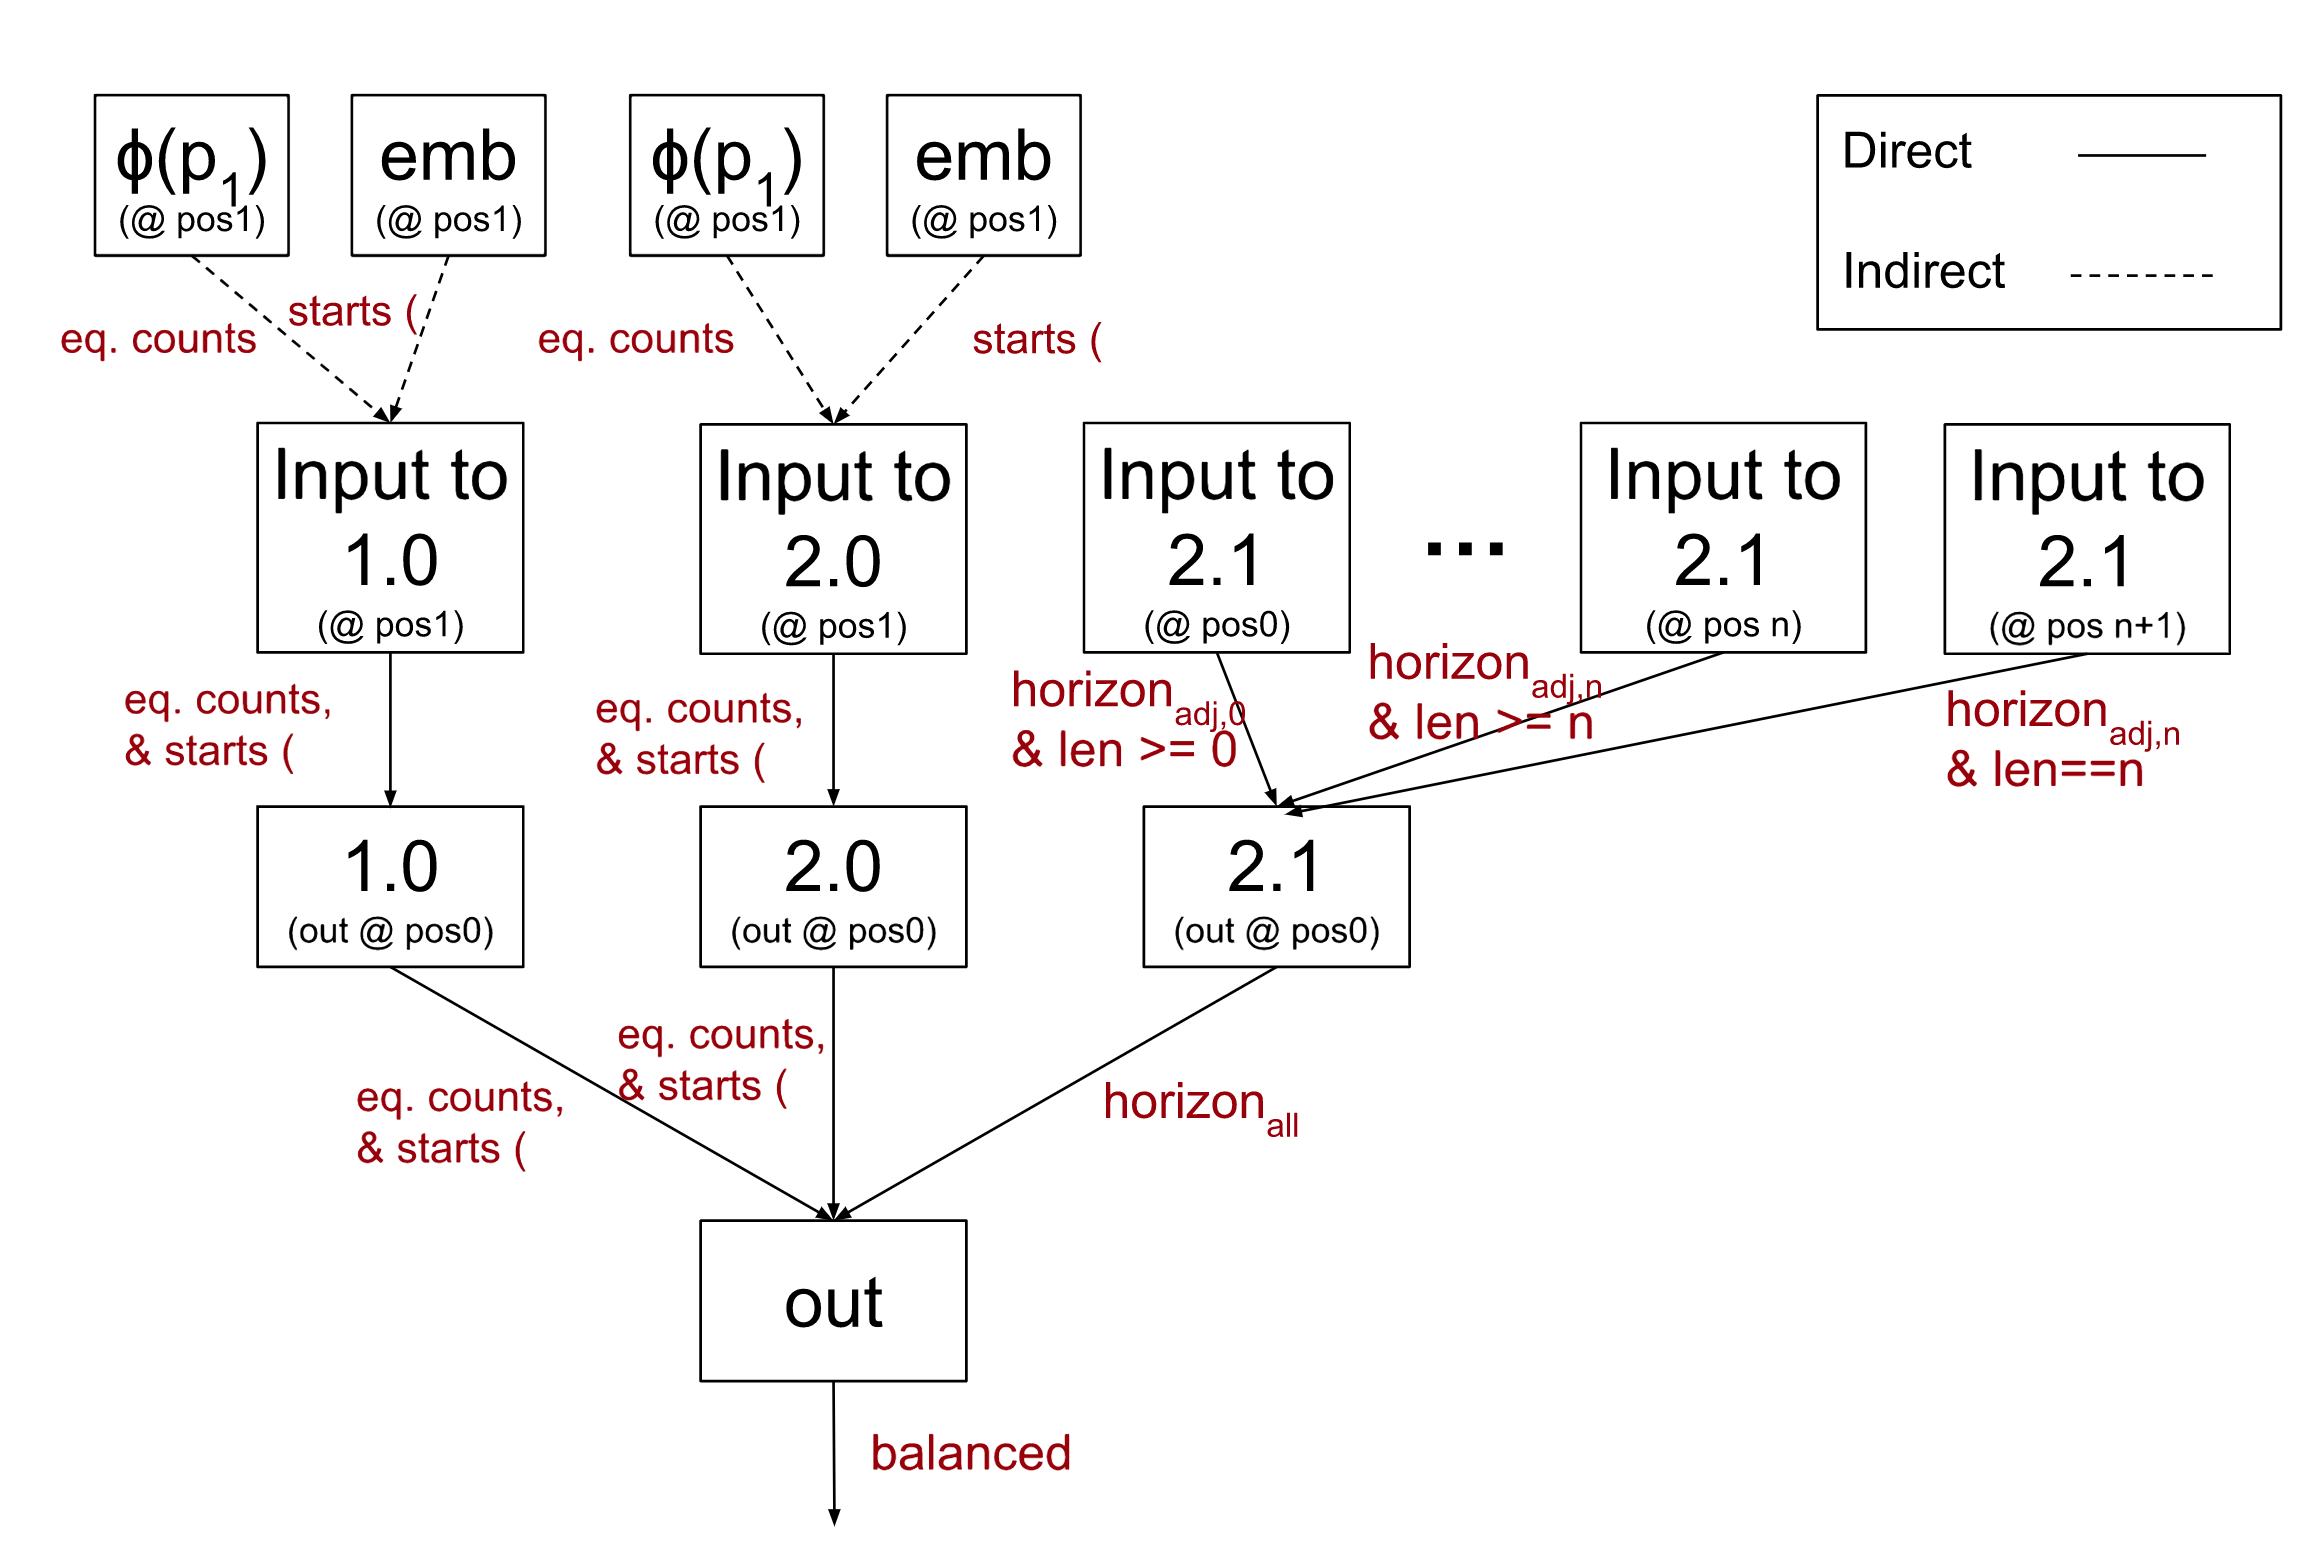 ϕ(p1)
(@ pos1)
emb
(@ pos1)
ϕ(p1)
(@ pos1)
emb
(@ pos1)
Direct
Indirect
eq. counts
starts (
eq. counts
starts (
Input to
1.0
(@ pos1)
Input to
2.0
(@ pos1)
Input to
2.1
(@ pos0)
...
Input to
2.1
(@ pos n)
Input to
2.1
(@ pos n+1)
eq. counts,
& starts (
eq. counts,
& starts (
horizonadj,0
& len >= 0
horizonadj,n
& len >= n
horizonadj,n
& len==n
1.0
(out @ pos0)
2.0
(out @ pos0)
2.1
(out @ pos0)
eq. counts,
& starts (
eq. counts,
& starts (
horizonall
out
balanced